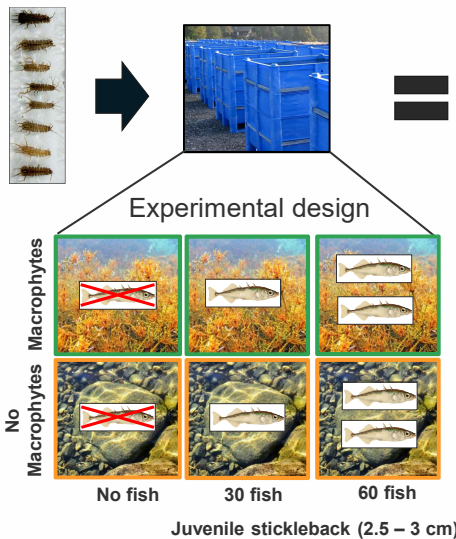 Experimental design
Macrophytes
No
Macrophytes
No fish
30 fish
60 fish
Juvenile stickleback (2.5 – 3 cm)